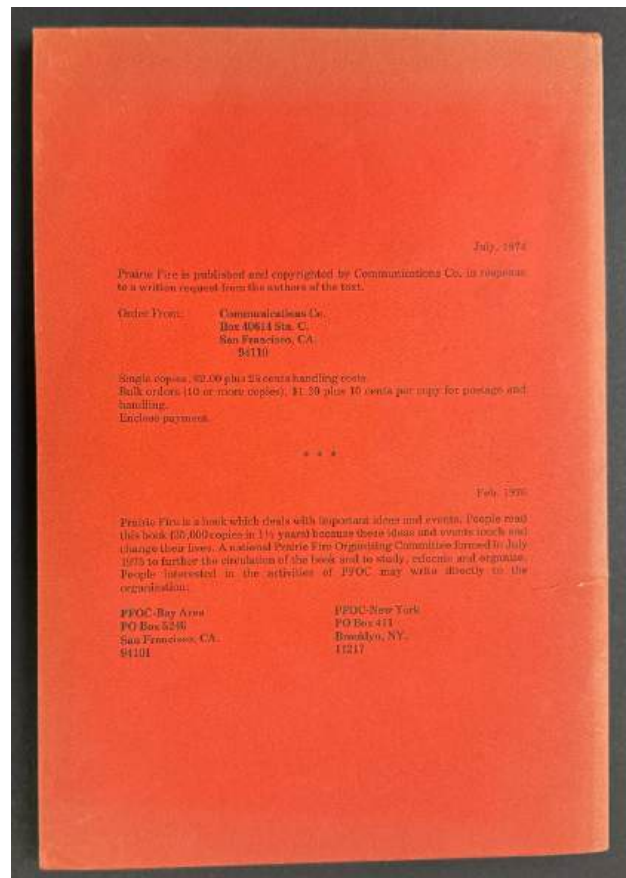 July, 1974
Prairie Fire is published and copyrighted by Communications Co. in response
to a written request from the authors of the text.
Order From:
Communications Co.
Box 40614 Sta. C.
San Francisco, CA.
94110
Single copies, $2.00 plus 25 cents handling costs
Bulk orders (10 or more copies), $1.30 plus 10 cents per copy for postage and
handling.
Enclose payment.
* * *
Feb. 1976
Prairie Fire is a book which deals with important ideas and events. People read
this book (35,000 copies in 1½ years) because these ideas and events touch and
change their lives. A national Prairie Fire Organizing Committee formed in July
1975 to further the circulation of the book and to study, educate and organize.
People interested in the activities of PFOC may write directly to the
organization:
PFOC-Bay Area
PO Box 5246
San Francisco, CA.
94101
PFOC-New York
PO Box 411
Brooklyn, NY.
11217